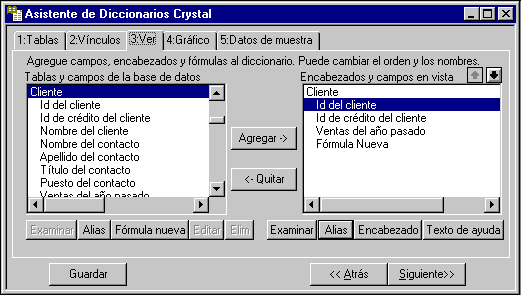 Asistente de Diccionarios Crystal
1:Tablas 2:Vínculos 3:Ver 4:Gráfico 5:Datos de muestra
Agregue campos, encabezados y fórmulas al diccionario. Puede cambiar el orden y los nombres.
Tablas y campos de la base de datos
Cliente
Id del cliente
Id de crédito del cliente
Nombre del cliente
Nombre del contacto
Apellido del contacto
Título del contacto
Puesto del contacto
Ventas del año pasado
Agregar ->
<- Quitar
Encabezados y campos en vista
Cliente
Id del cliente
Id de crédito del cliente
Ventas del año pasado
Fórmula Nueva
Examinar Alias Fórmula nueva Editar Elim
Examinar Alias Encabezado Texto de ayuda
Guardar << Atrás Siguiente>>